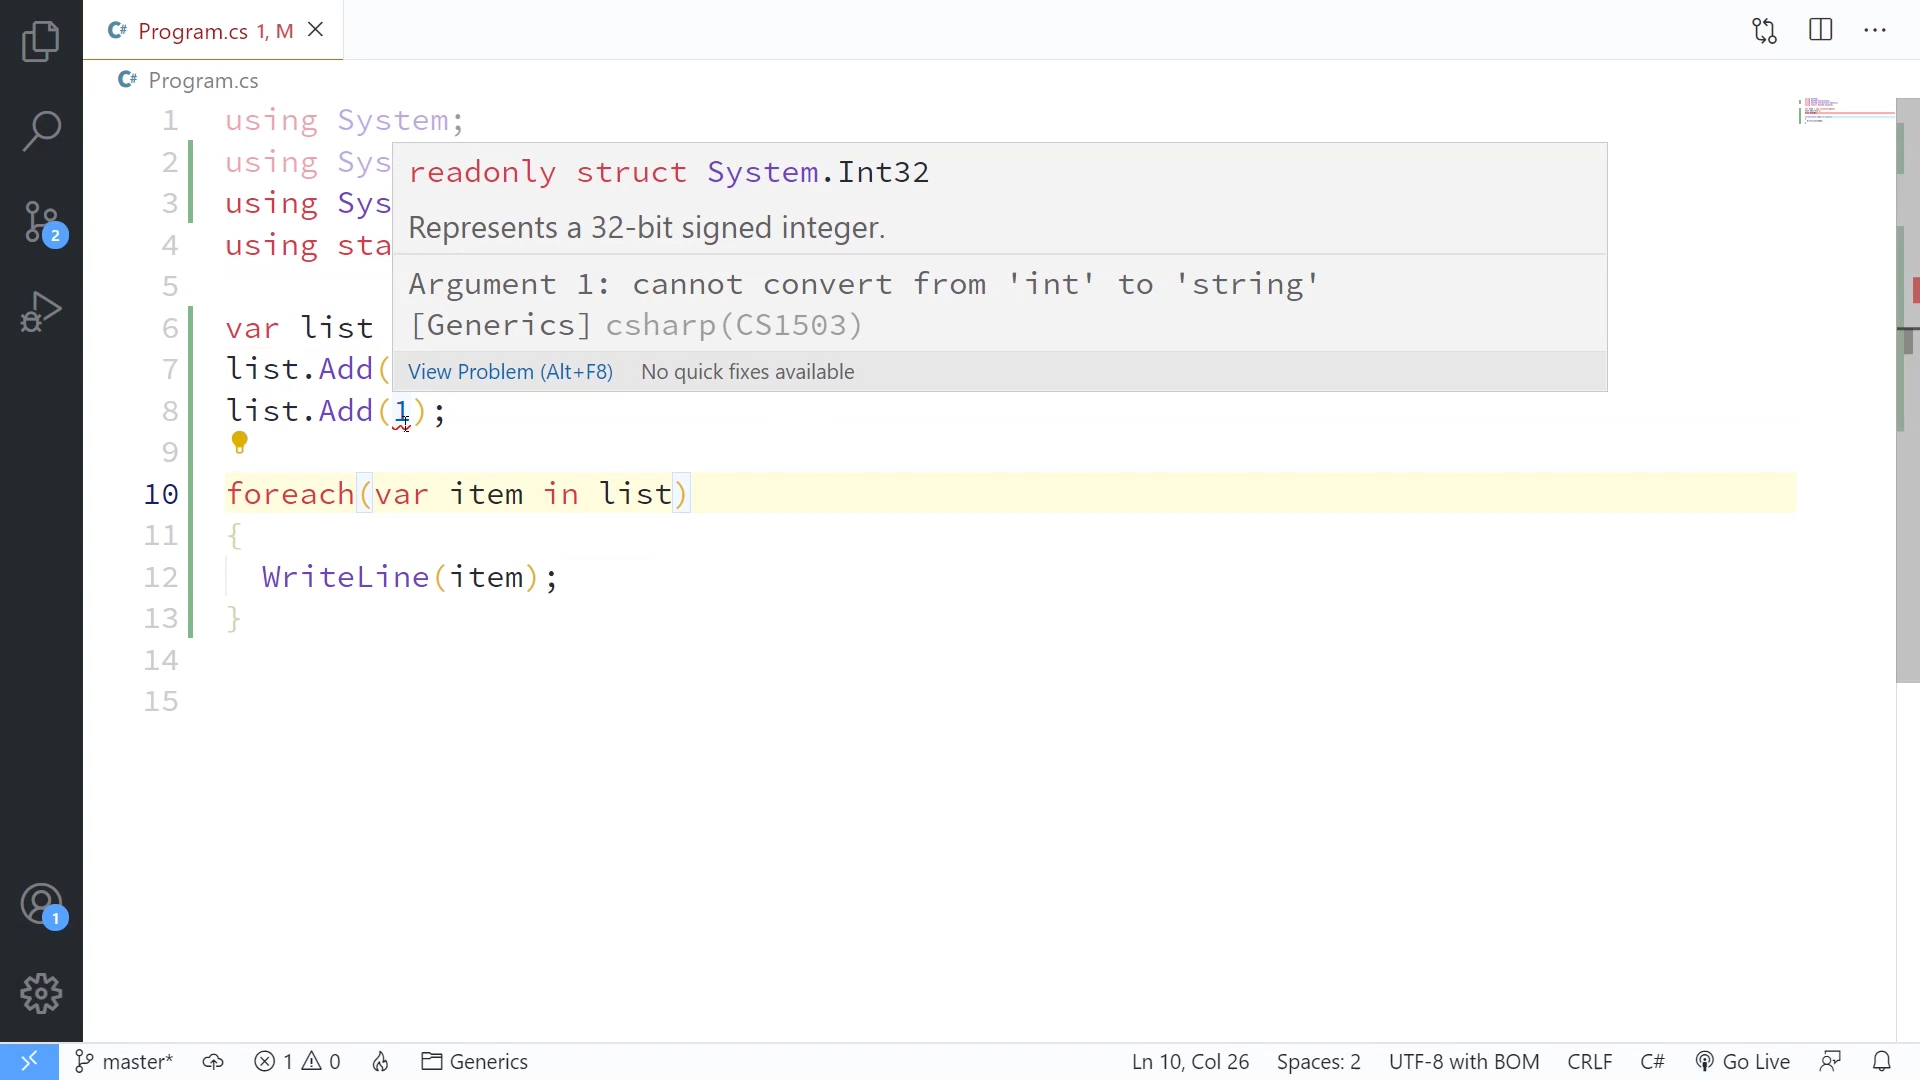 C# Program.cs 1, M
C# Program.cs
1 using System;
2 using Sys
3 using Sys
4 using sta
5
6 var list
7 list.Add(
8 list.Add(1);
9
10 foreach(var item in list)
11 {
12 WriteLine(item);
13 }
14
15
readonly struct System.Int32
Represents a 32-bit signed integer.
Argument 1: cannot convert from 'int' to 'string'
[Generics] csharp(CS1503)
View Problem (Alt+F8) No quick fixes available
2
1
master* 1 0 Generics Ln 10, Col 26 Spaces: 2 UTF-8 with BOM CRLF C# Go Live